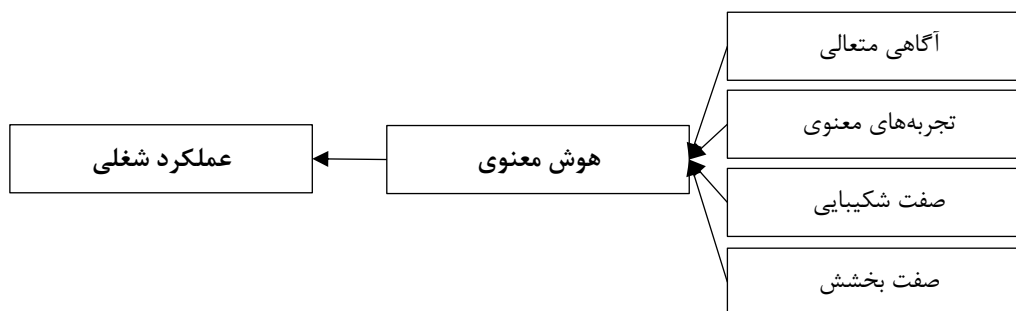 آگاهی متعالی
تجربه‌های معنوی
هوش معنوی
عملکرد شغلی
صفت شکیبایی
صفت بخشش